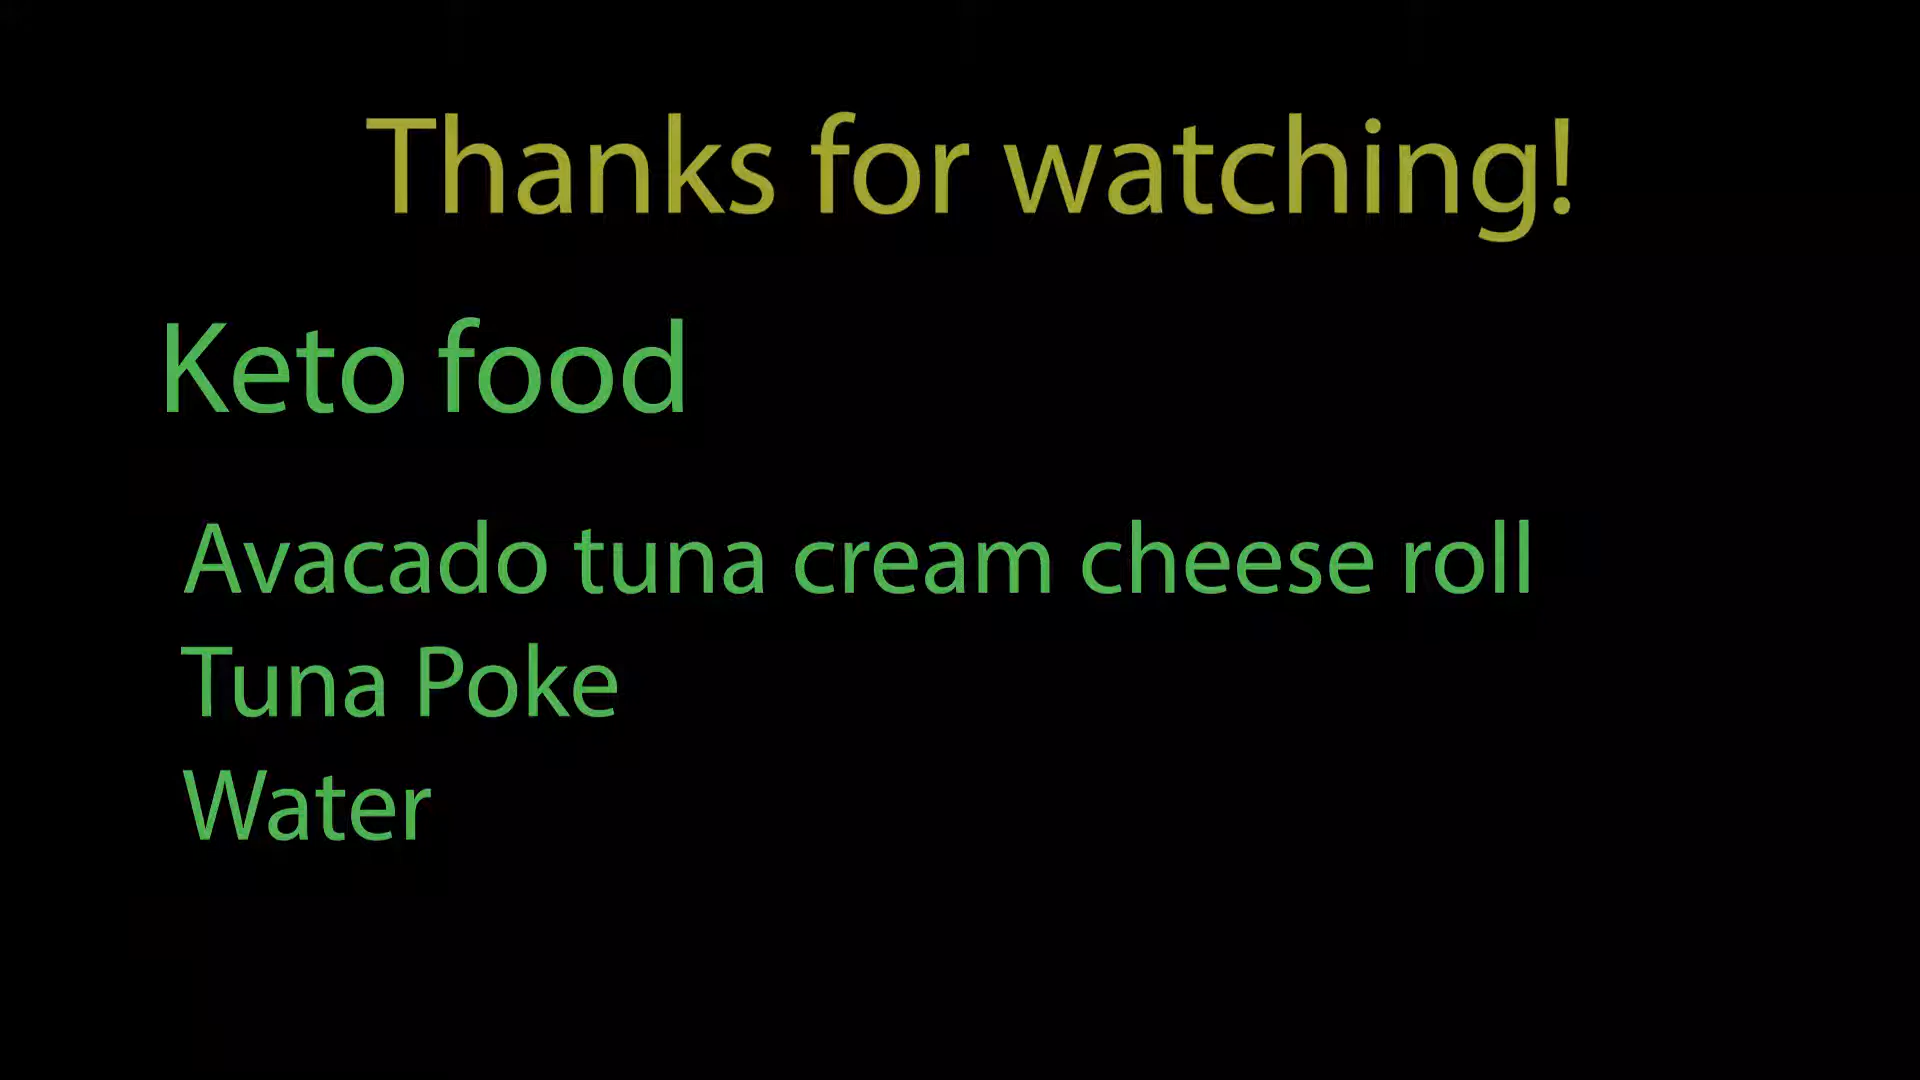 Thanks for watching!
Keto food
Avacado tuna cream cheese roll
Tuna Poke
Water